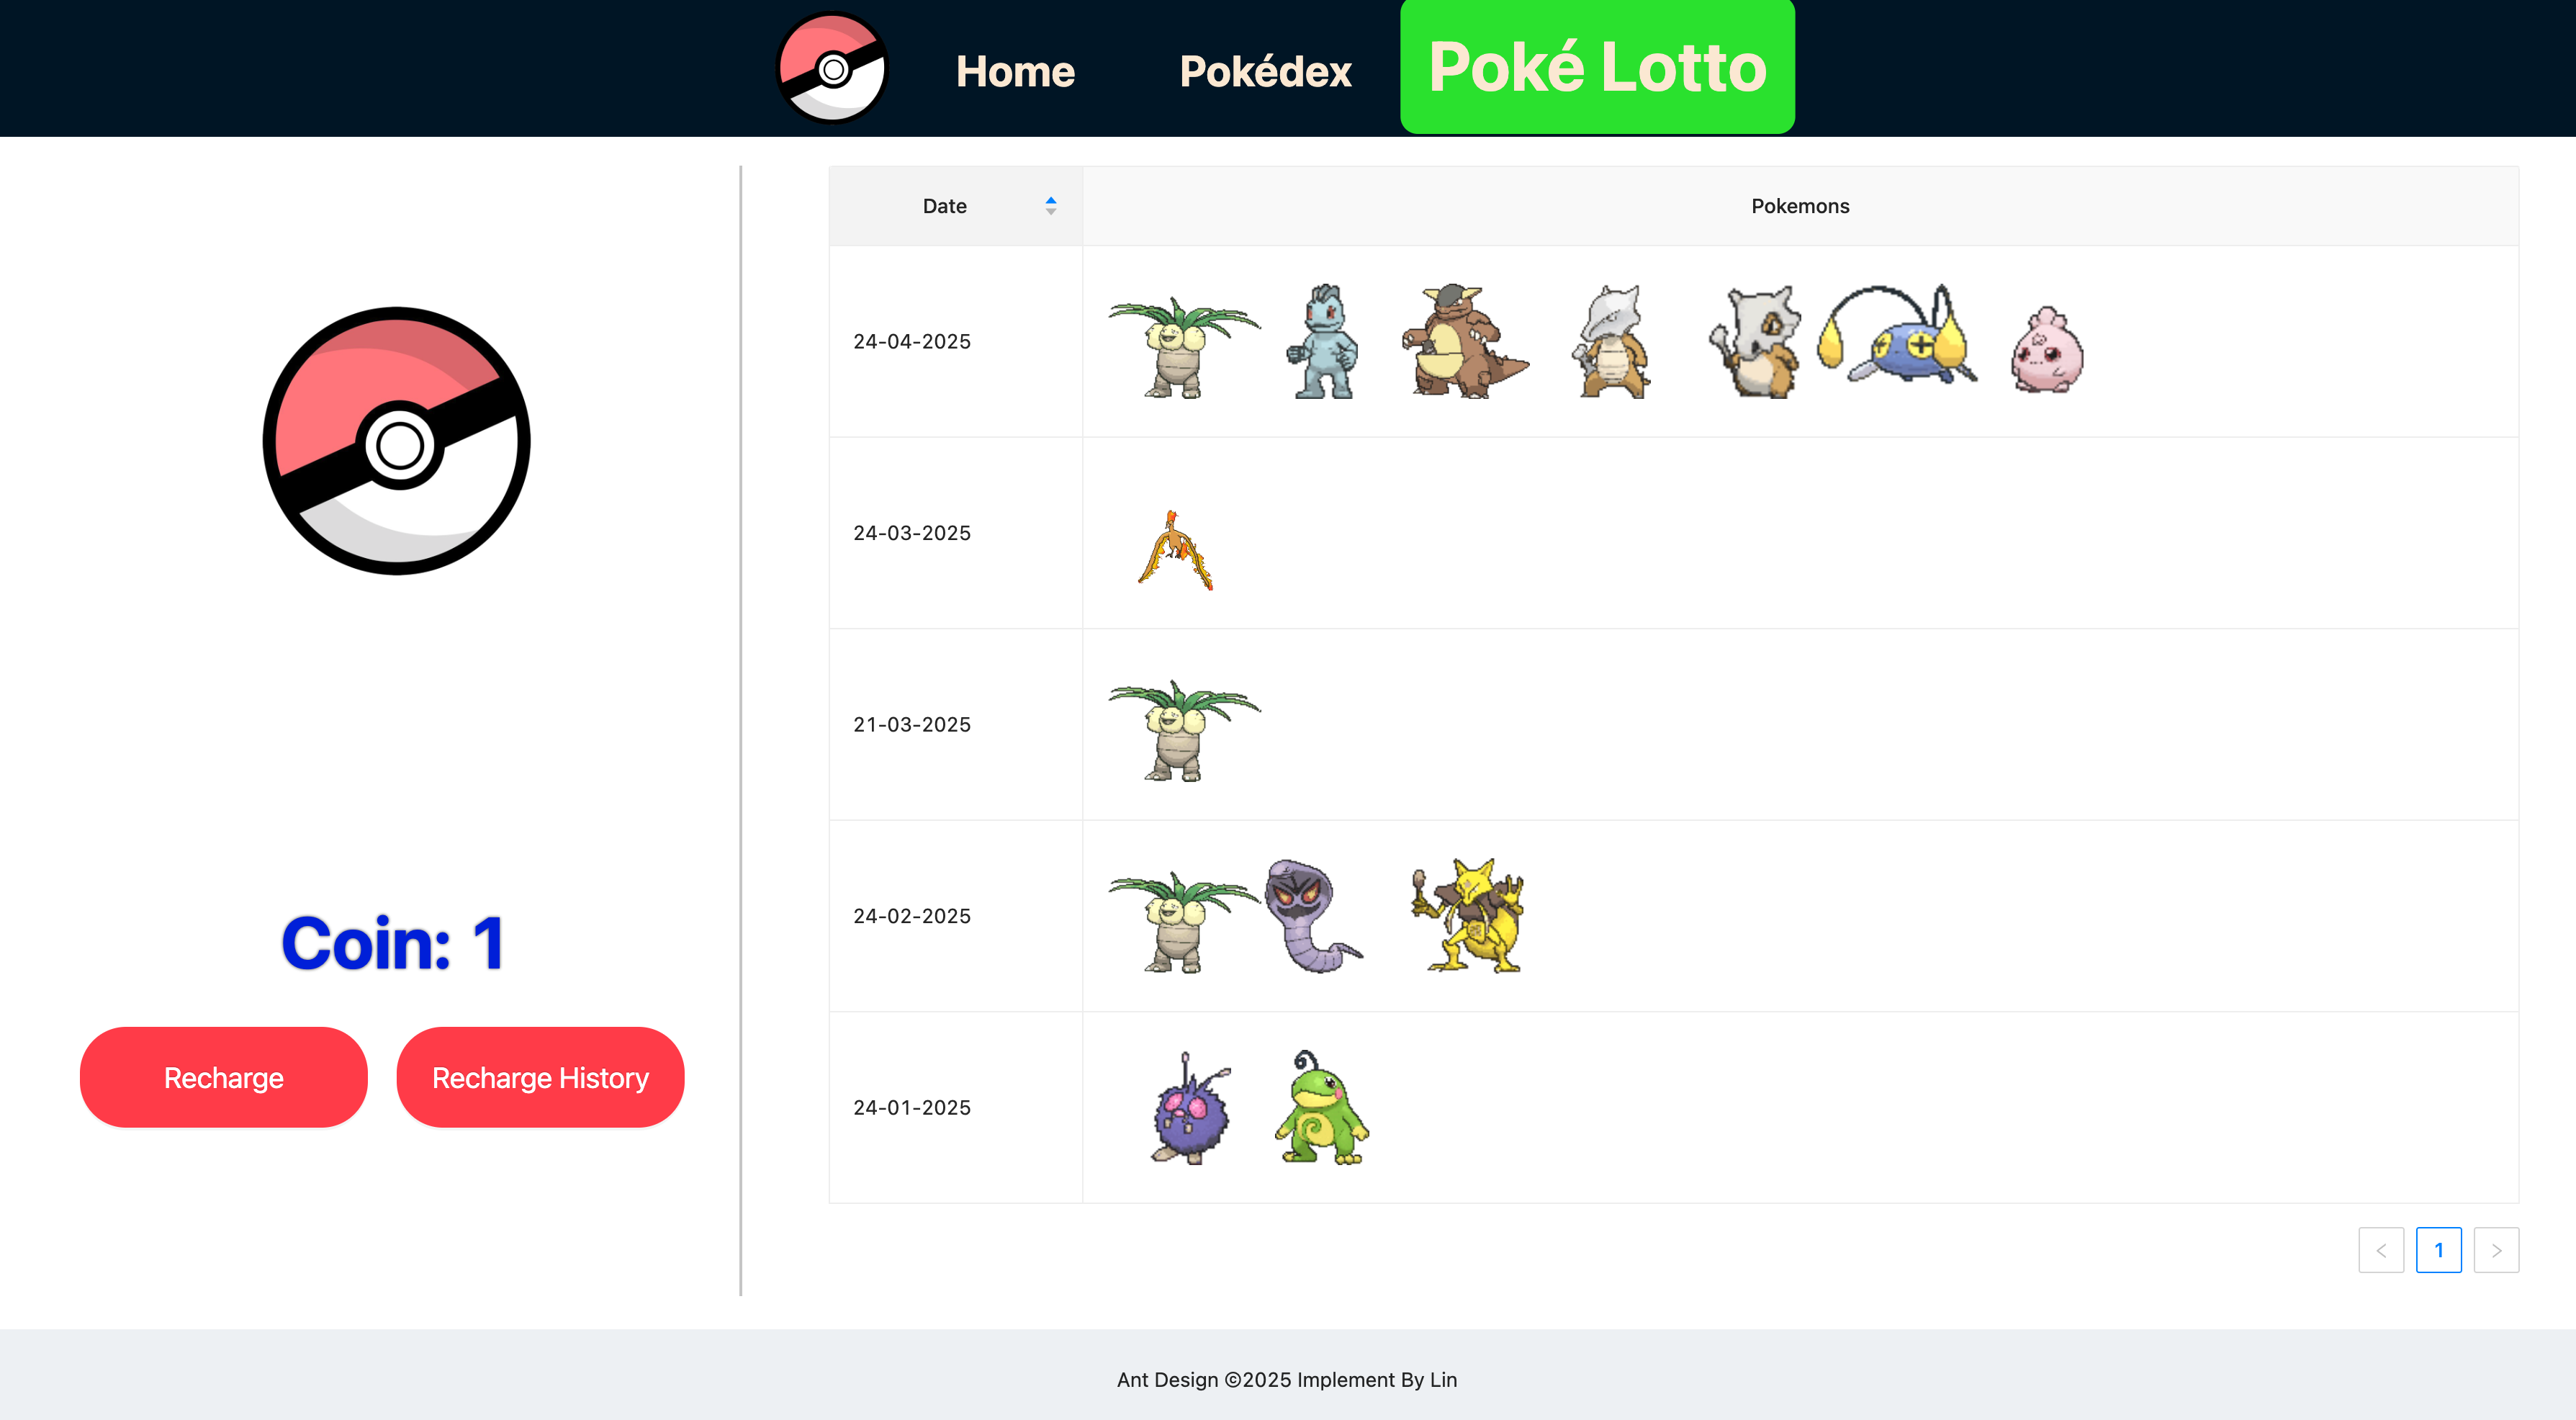 Home
Pokédex
Poké Lotto
Date
Pokemons
24-04-2025
24-03-2025
21-03-2025
24-02-2025
24-01-2025
Coin: 1
Recharge
Recharge History
1
Ant Design ©2025 Implement By Lin